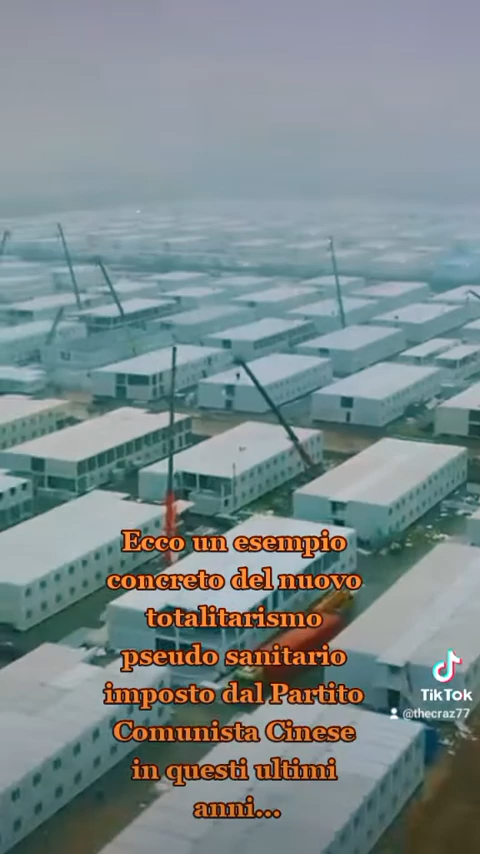 Ecco un esempio
concreto del nuovo
totalitarismo
pseudo sanitario
imposto dal Partito
Comunista Cinese
in questi ultimi
anni...
TikTok
@thecraz77